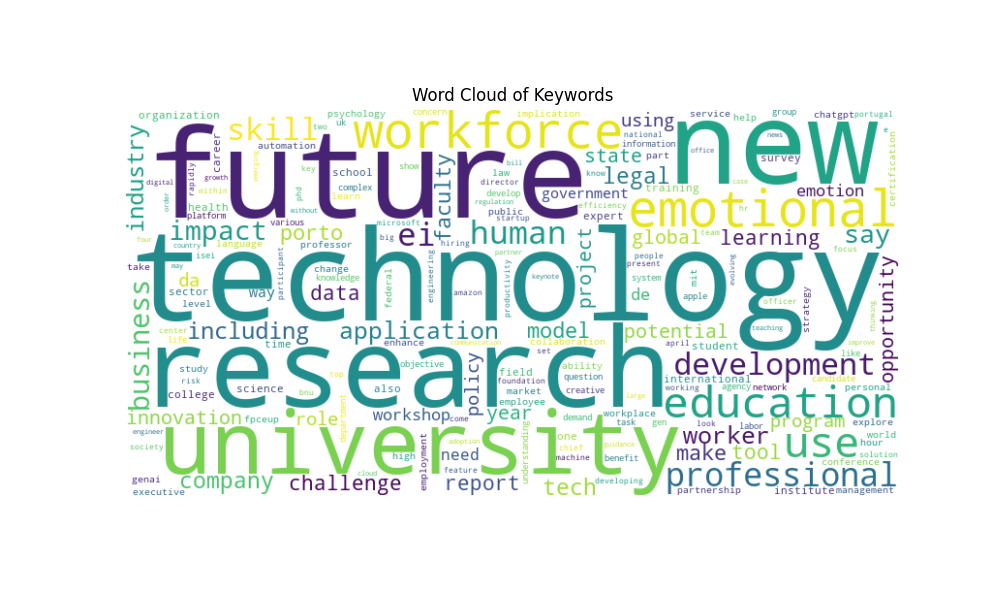 Word Cloud of Keywords
organization
psychology
concern
implication
service
group
chatgpt
portugal
uk
two
skill
workforce
using
help
national
information
new
news
office
industry
automation
career
future
faculty
state
part
legal
survey
key
show
bill
law
know
digital
rapidly
growth
emerging
school
complex
director
develop
regulation
government
training
emotion
case
certification
order
within
health
learn
phd
without
public
startup
efficiency
expert
hr
emotional
platform
various
microsoft
impact
porto
ei
human
project
global
team
learning
say
four
country
isei
language
professor
big
hiring
partner
people
present
focus
technology
take
may
da
sector
level
way
participant
change
knowledge
data
federal
engineering
amazon
productivity
keynote
de
system
mit
apple
evolving
officer
strategy
thinking
opportunity
business
center
life
including
time
application
enhance
communication
model
collaboration
set
potential
student
april
teaching
like
improve
research
study
risk
college
science
bnu
also
top
objective
policy
field
foundation
market
employee
ability
question
creative
development
international
agency
working
network
candidate
personal
education
innovation
fpceup
role
department
workshop
come
year
demand
workplace
task
gen
look
labor
program
explore
engineer
society
university
high
employment
adoption
need
feature
understanding
one
chief
machine
guidance
benefit
large
worker
make
tool
use
world
hour
solution
conference
professional
genai
executive
company
challenge
cloud
report
tech
developing
partnership
institute
management